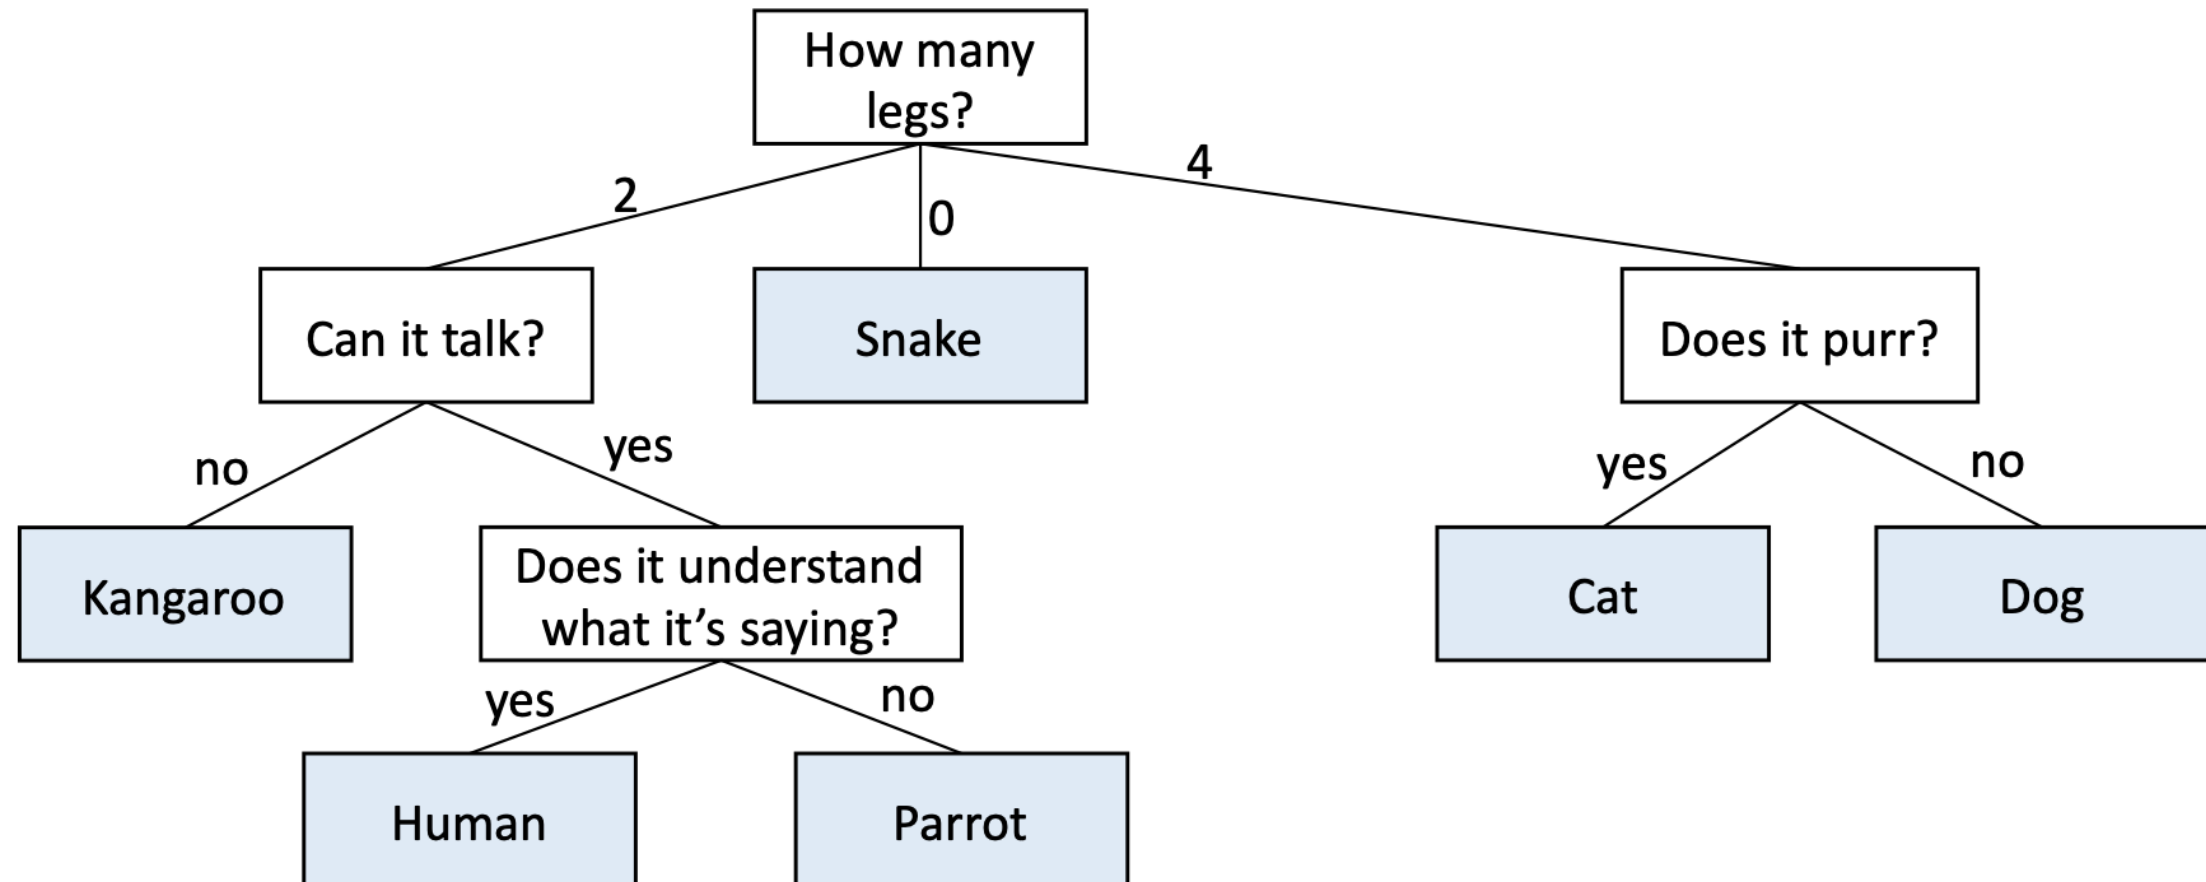 How many
legs?
2
0
4
Can it talk?
Snake
Does it purr?
no
yes
yes
no
Kangaroo
Does it understand
what it’s saying?
Cat
Dog
yes
no
Human
Parrot